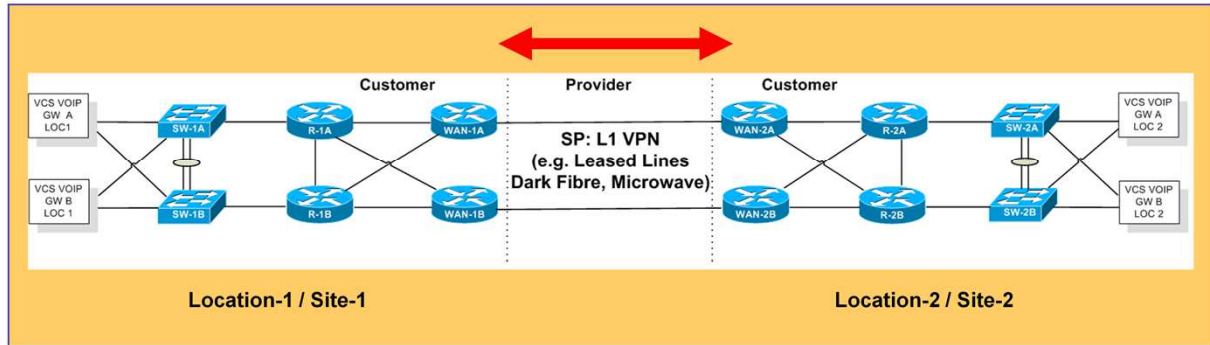 Customer
Provider
Customer
VCS VOIP
GW A
LOC1
SW-1A
R-1A
WAN-1A
SP: L1 VPN
(e.g. Leased Lines
Dark Fibre, Microwave)
WAN-2A
R-2A
SW-2A
VCS VOIP
GW A
LOC 2
VCS VOIP
GW B
LOC 1
SW-1B
R-1B
WAN-1B
WAN-2B
R-2B
SW-2B
VCS VOIP
GW B
LOC 2
Location-1 / Site-1
Location-2 / Site-2